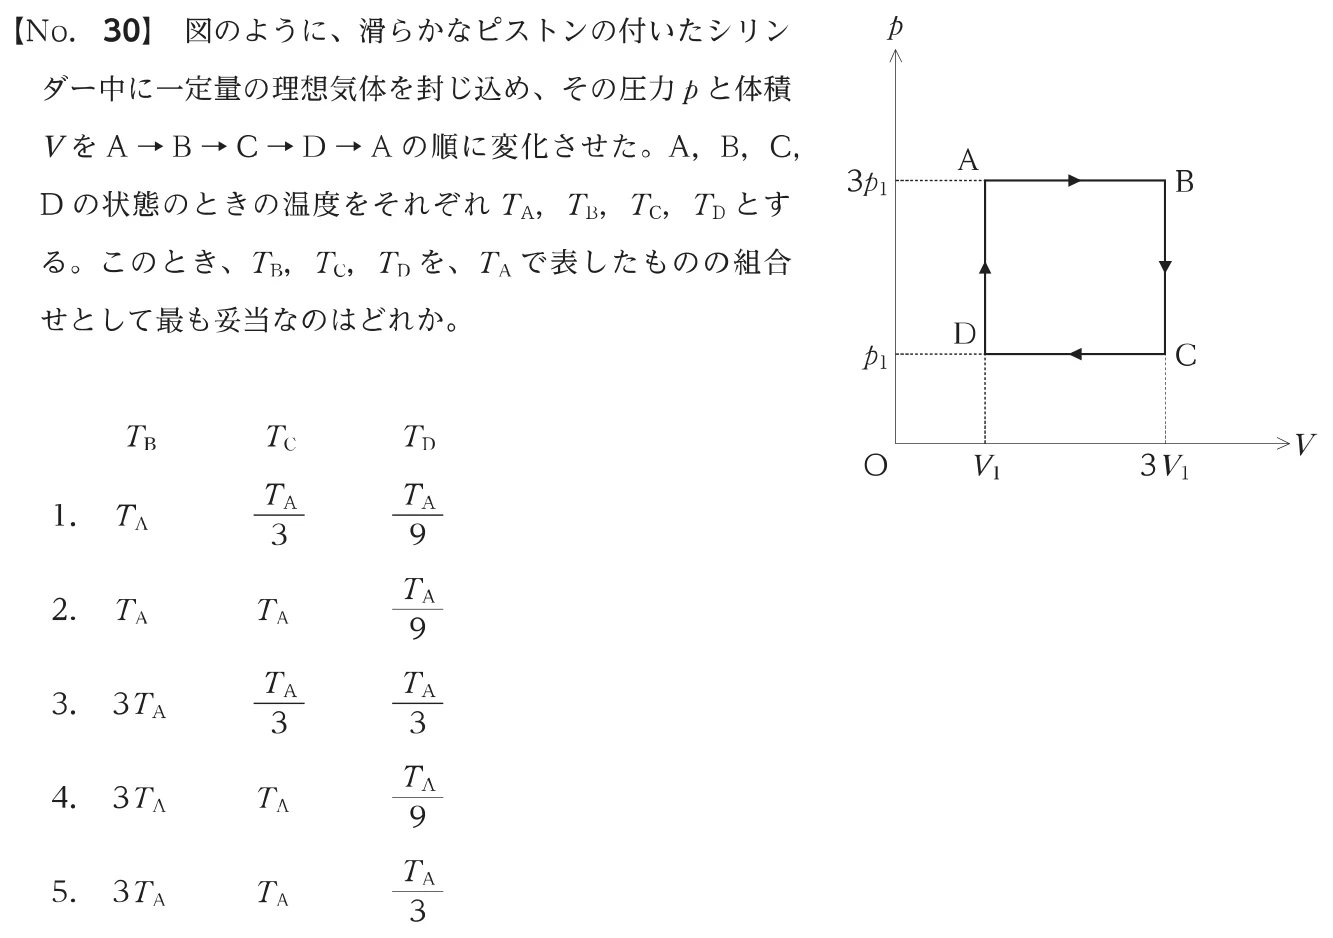 【No. 30】 図のように、滑らかなピストンの付いたシリン
ダー中に一定量の理想気体を封じ込め、その圧力 p と体積
V を A → B → C → D → A の順に変化させた。A, B, C,
D の状態のときの温度をそれぞれ T_A, T_B, T_C, T_D とす
る。このとき、T_B, T_C, T_D を、T_A で表したものの組合
せとして最も妥当なのはどれか。
p
A
3p₁
B
D
p₁
C
O
V₁
3V₁
V
T_B T_C T_D
1. T_A T_A/3 T_A/9
2. T_A T_A T_A/9
3. 3T_A T_A/3 T_A/3
4. 3T_A T_A T_A/9
5. 3T_A T_A T_A/3